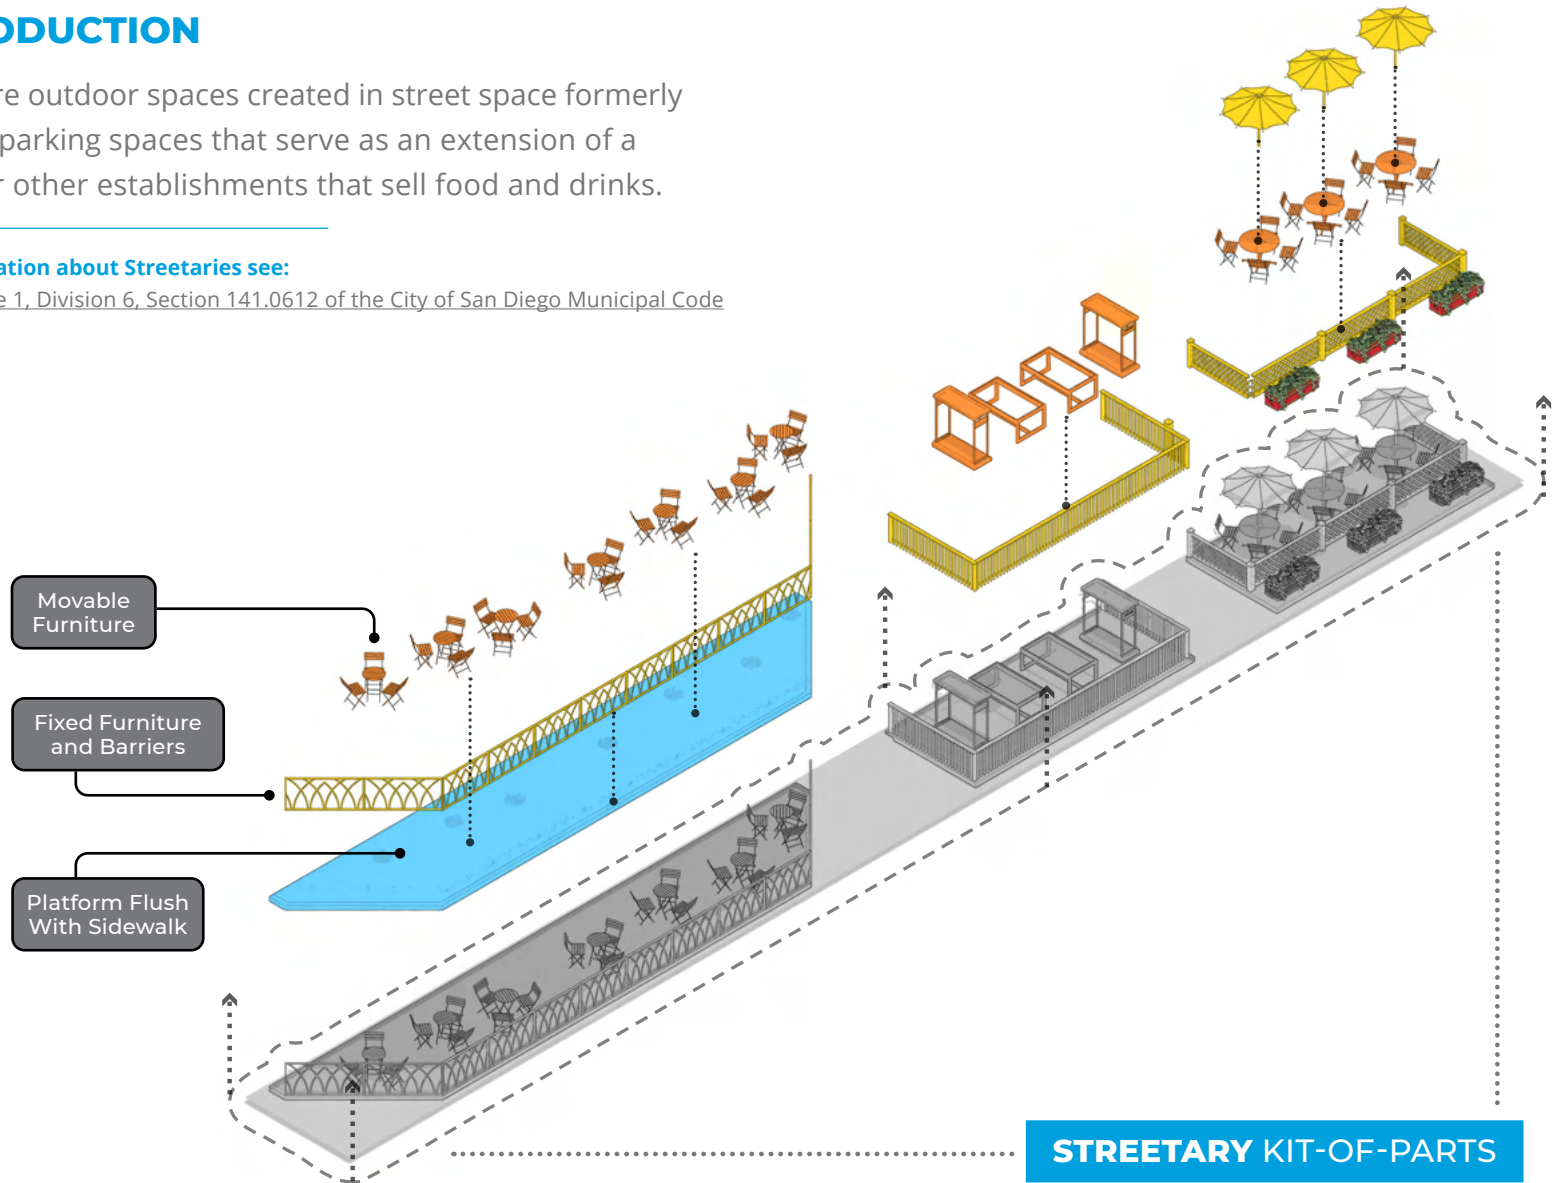 ODUCTION
re outdoor spaces created in street space formerly
parking spaces that serve as an extension of a
r other establishments that sell food and drinks.
ation about Streetaries see:
e 1, Division 6, Section 141.0612 of the City of San Diego Municipal Code
Movable
Furniture
Fixed Furniture
and Barriers
Platform Flush
With Sidewalk
STREETARY KIT-OF-PARTS